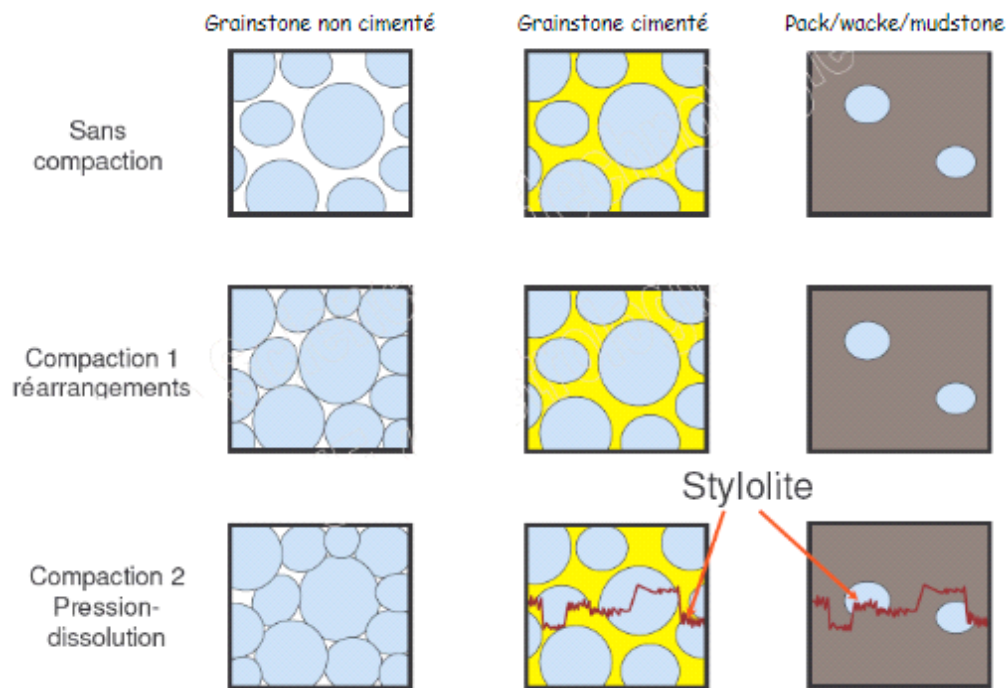 Grainstone non cimenté
Grainstone cimenté
Pack/wacke/mudstone
Sans
compaction
Compaction 1
réarrangements
Stylolite
Compaction 2
Pression-
dissolution